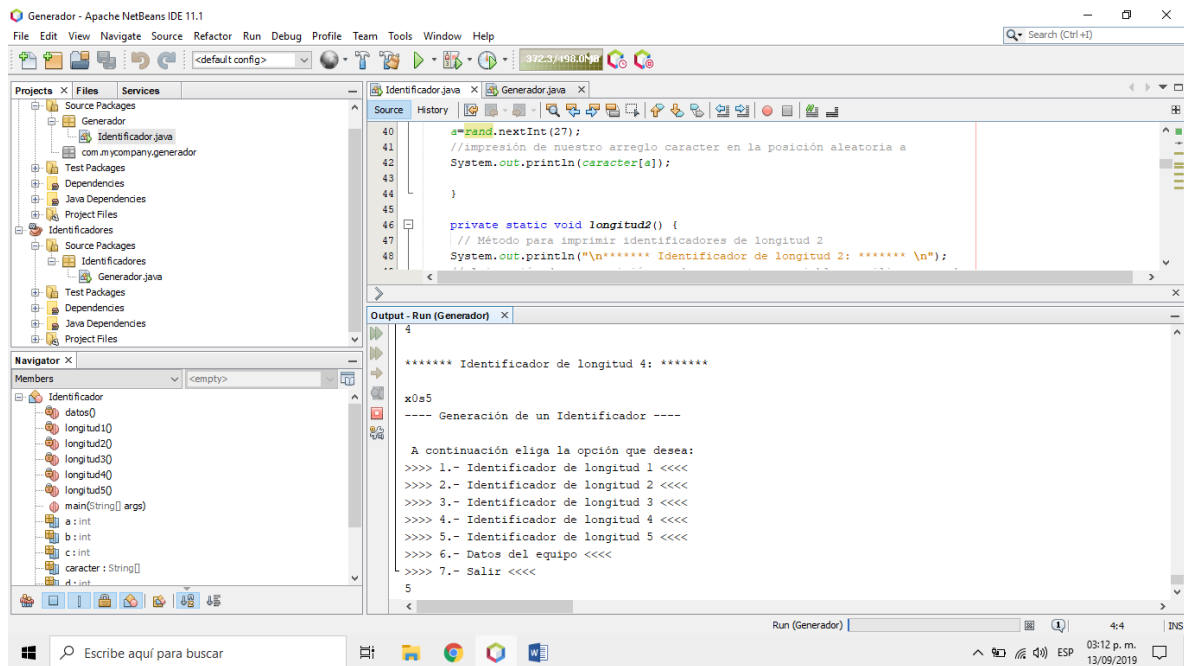 Generador - Apache NetBeans IDE 11.1
File Edit View Navigate Source Refactor Run Debug Profile Team Tools Window Help
Search (Ctrl+I)
<default config>
372.3/498.0MB
Projects Files Services
Source Packages
Generador
Identificador.java
com.mycompany.generador
Test Packages
Dependencies
Java Dependencies
Project Files
Identificadores
Source Packages
Identificadores
Generador.java
Test Packages
Dependencies
Java Dependencies
Project Files
Navigator
Members <empty>
Identificador
datos()
longitud1()
longitud2()
longitud3()
longitud4()
longitud5()
main(String[] args)
a : int
b : int
c : int
caracter : String[]
d : int
Identificador.java Generador.java
Source History
40 a=rand.nextInt(27);
41 //impresión de nuestro arreglo caracter en la posición aleatoria a
42 System.out.println(caracter[a]);
43
44 }
45
46 private static void longitud2() {
47 // Método para imprimir identificadores de longitud 2
48 System.out.println("\n******* Identificador de longitud 2: ******* \n");
Output - Run (Generador)
4
******* Identificador de longitud 4: *******
x0s5
---- Generación de un Identificador ----
A continuación eliga la opción que desea:
>>>> 1.- Identificador de longitud 1 <<<<
>>>> 2.- Identificador de longitud 2 <<<<
>>>> 3.- Identificador de longitud 3 <<<<
>>>> 4.- Identificador de longitud 4 <<<<
>>>> 5.- Identificador de longitud 5 <<<<
>>>> 6.- Datos del equipo <<<<
>>>> 7.- Salir <<<<
5
Run (Generador) 1 4:4 INS
Escribe aquí para buscar
ESP
03:12 p. m.
13/09/2019